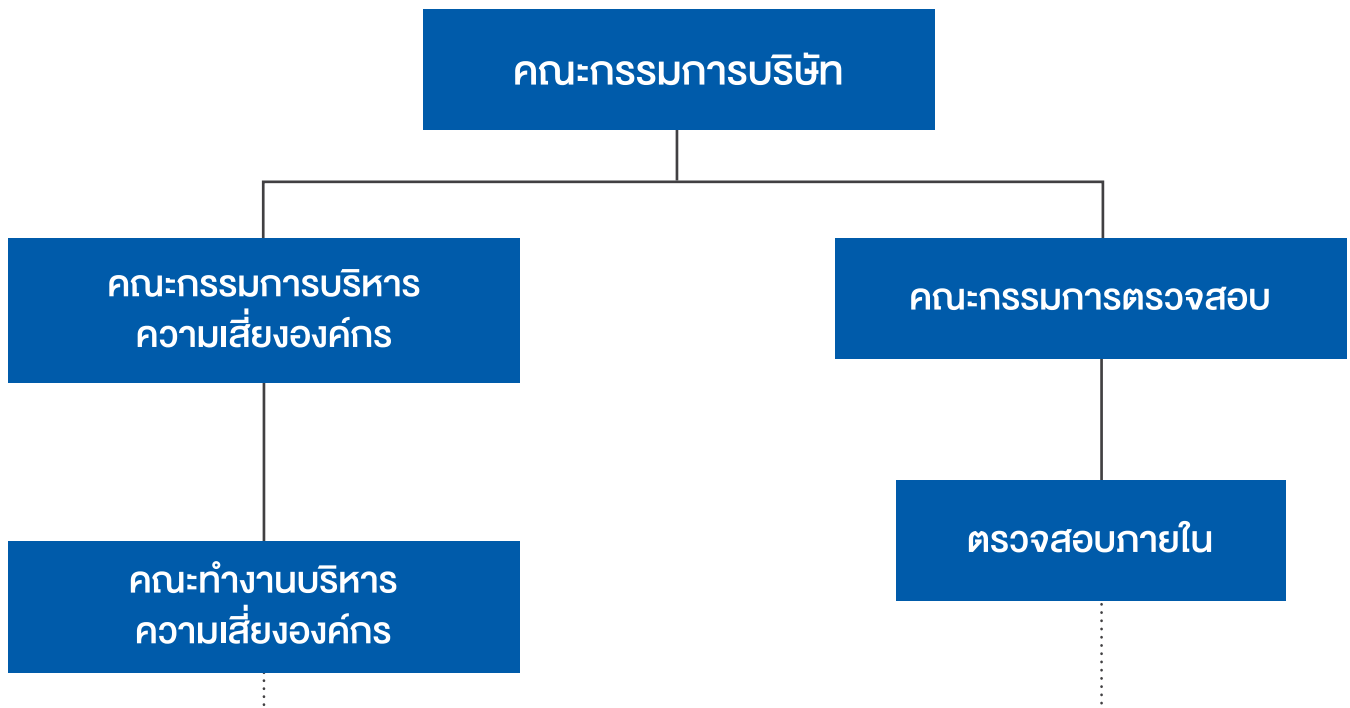 คณะกรรมการบริษัท
คณะกรรมการบริหาร
ความเสี่ยงองค์กร
คณะกรรมการตรวจสอบ
ตรวจสอบภายใน
คณะทำงานบริหาร
ความเสี่ยงองค์กร